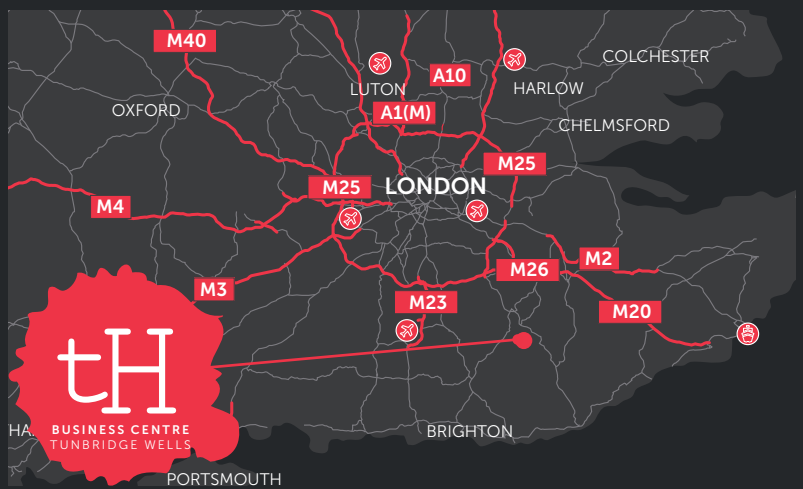 M40
COLCHESTER
A10
LUTON
HARLOW
OXFORD
A1(M)
CHELMSFORD
M25
M25
LONDON
M4
M2
M26
M3
M23
M20
tH
BUSINESS CENTRE
TUNBRIDGE WELLS
HA
BRIGHTON
PORTSMOUTH